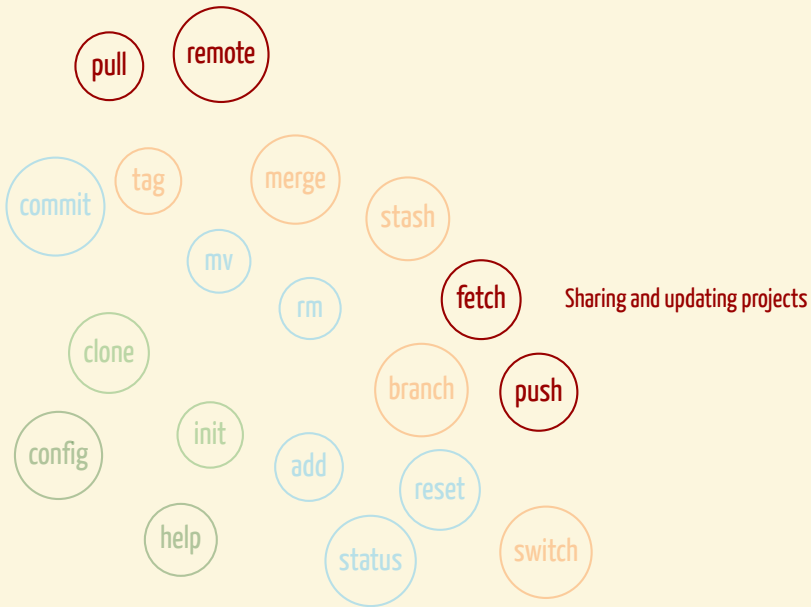 pull
remote
commit
tag
merge
stash
mv
rm
fetch
Sharing and updating projects
clone
branch
push
config
init
add
reset
help
status
switch